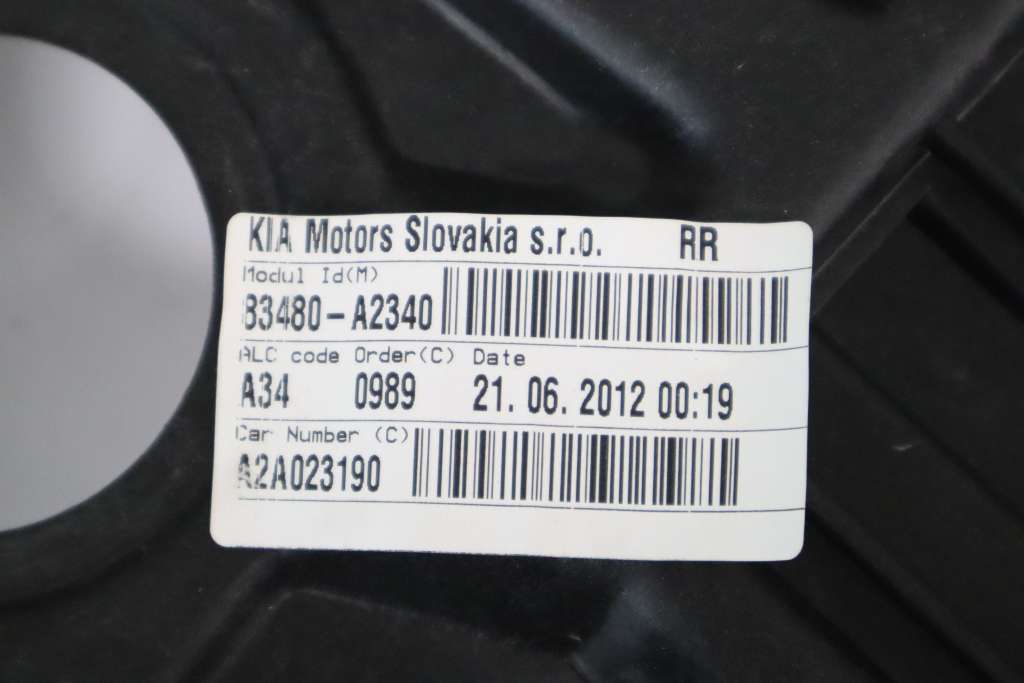 KIA Motors Slovakia s.r.o. RR
Modul Id(M)
83480-A2340
ALC code Order(C) Date
A34 0989 21. 06. 2012 00:19
Car Number (C)
A2A023190